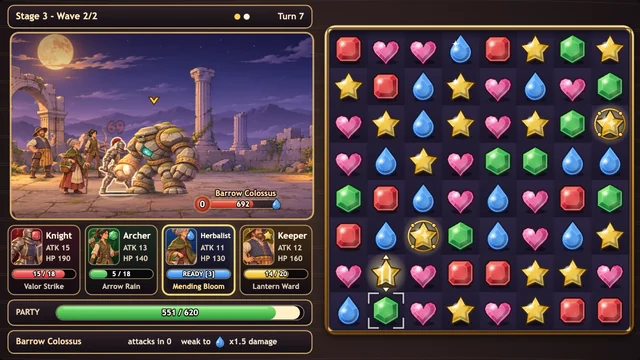 Stage 3 - Wave 2/2
Turn 7
Barrow Colossus
0 692
Knight
ATK 15
HP 190
15 / 18
Valor Strike
Archer
ATK 13
HP 140
5 / 18
Arrow Rain
Herbalist
ATK 11
HP 130
READY [3]
Mending Bloom
Keeper
ATK 12
HP 160
14 / 20
Lantern Ward
PARTY 551 / 620
Barrow Colossus attacks in 0 weak to x1.5 damage